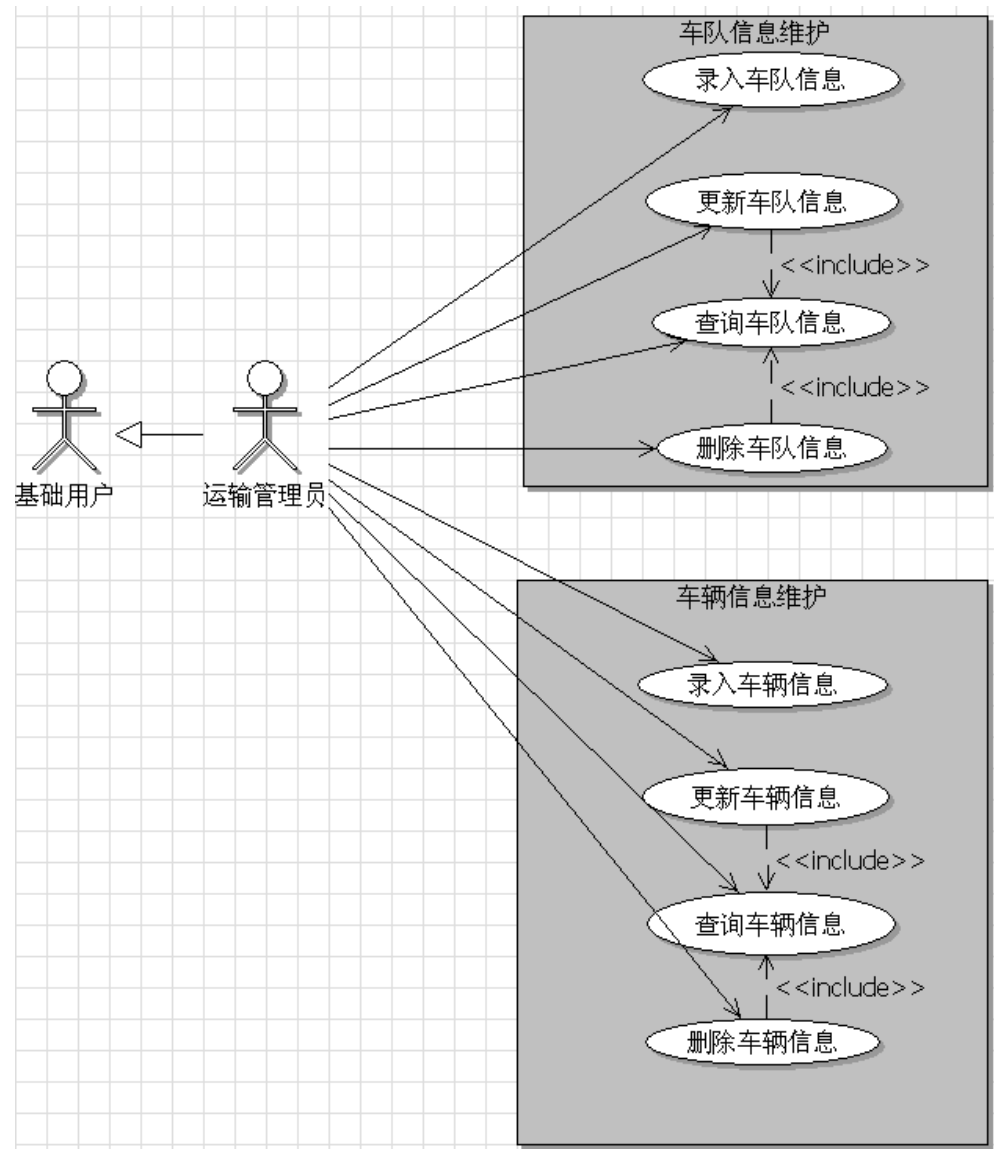 车队信息维护
录入车队信息
更新车队信息
<<include>>
查询车队信息
<<include>>
删除车队信息
基础用户
运输管理员
车辆信息维护
录入车辆信息
更新车辆信息
<<include>>
查询车辆信息
<<include>>
删除车辆信息